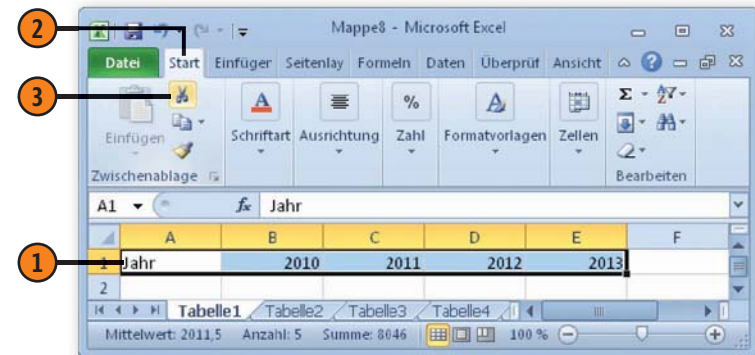 2
Mappe8 - Microsoft Excel
Datei Start Einfüger Seitenlay Formeln Daten Überprüf Ansicht
3
Einfügen Schriftart Ausrichtung Zahl Formatvorlagen Zellen
Zwischenablage Bearbeiten
A1 fx Jahr
A B C D E F
1
1 Jahr 2010 2011 2012 2013
2
Tabelle1 Tabelle2 Tabelle3 Tabelle4
Mittelwert: 2011,5 Anzahl: 5 Summe: 8046 100 %